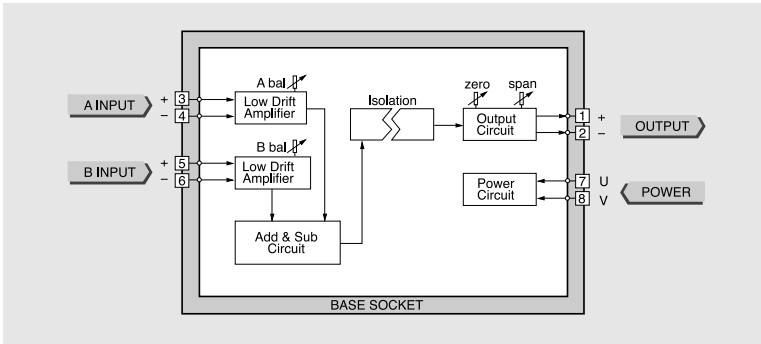 A bal
zero
span
Isolation
A INPUT
+
3
Low Drift
Amplifier
−
4
Output
Circuit
1
+
2
−
OUTPUT
B bal
B INPUT
+
5
Low Drift
Amplifier
−
6
Power
Circuit
7
U
8
V
POWER
Add & Sub
Circuit
BASE SOCKET